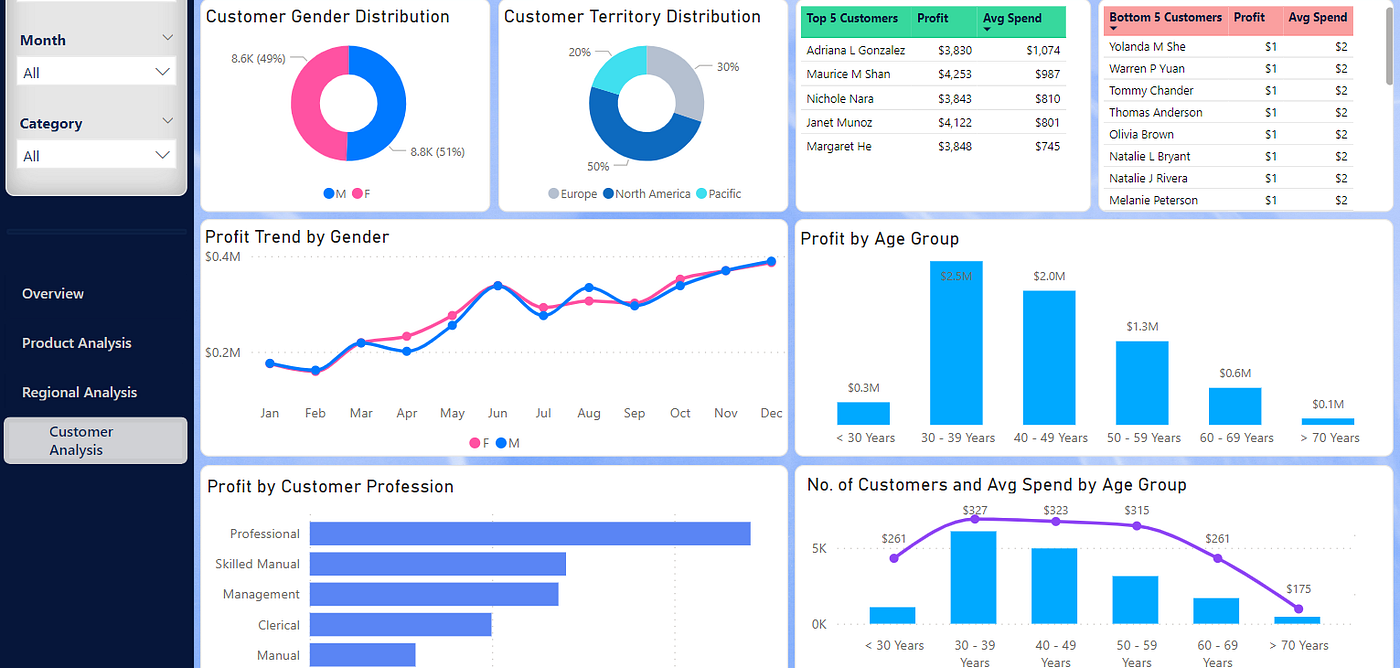 Month
All
Category
All
Overview
Product Analysis
Regional Analysis
Customer
Analysis
Customer Gender Distribution
8.6K (49%)
8.8K (51%)
M F
Customer Territory Distribution
20%
30%
50%
Europe North America Pacific
Top 5 Customers Profit Avg Spend
Adriana L Gonzalez $3,830 $1,074
Maurice M Shan $4,253 $987
Nichole Nara $3,843 $810
Janet Munoz $4,122 $801
Margaret He $3,848 $745
Bottom 5 Customers Profit Avg Spend
Yolanda M She $1 $2
Warren P Yuan $1 $2
Tommy Chander $1 $2
Thomas Anderson $1 $2
Olivia Brown $1 $2
Natalie L Bryant $1 $2
Natalie J Rivera $1 $2
Melanie Peterson $1 $2
Profit Trend by Gender
$0.4M
$0.2M
Jan Feb Mar Apr May Jun Jul Aug Sep Oct Nov Dec
F M
Profit by Age Group
$0.3M
$2.5M
$2.0M
$1.3M
$0.6M
$0.1M
< 30 Years 30 - 39 Years 40 - 49 Years 50 - 59 Years 60 - 69 Years > 70 Years
Profit by Customer Profession
Professional
Skilled Manual
Management
Clerical
Manual
No. of Customers and Avg Spend by Age Group
$261 $327 $323 $315 $261 $175
5K
0K
< 30 Years 30 - 39 40 - 49 50 - 59 60 - 69 > 70 Years
Years Years Years Years